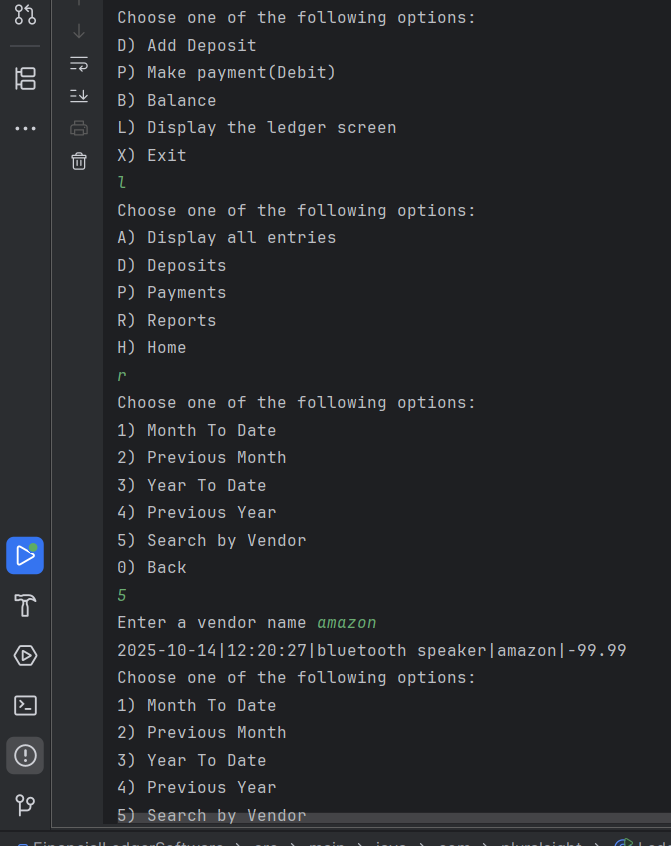 Choose one of the following options:
D) Add Deposit
P) Make payment(Debit)
B) Balance
L) Display the ledger screen
X) Exit
l
Choose one of the following options:
A) Display all entries
D) Deposits
P) Payments
R) Reports
H) Home
r
Choose one of the following options:
1) Month To Date
2) Previous Month
3) Year To Date
4) Previous Year
5) Search by Vendor
0) Back
5
Enter a vendor name amazon
2025-10-14|12:20:27|bluetooth speaker|amazon|-99.99
Choose one of the following options:
1) Month To Date
2) Previous Month
3) Year To Date
4) Previous Year
5) Search by Vendor